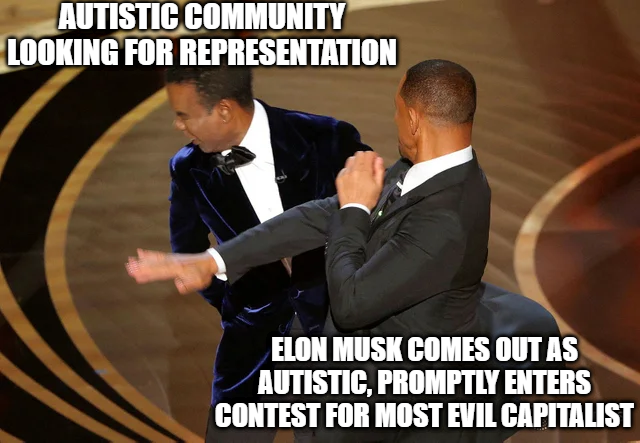 AUTISTIC COMMUNITY
LOOKING FOR REPRESENTATION
ELON MUSK COMES OUT AS
AUTISTIC, PROMPTLY ENTERS
CONTEST FOR MOST EVIL CAPITALIST